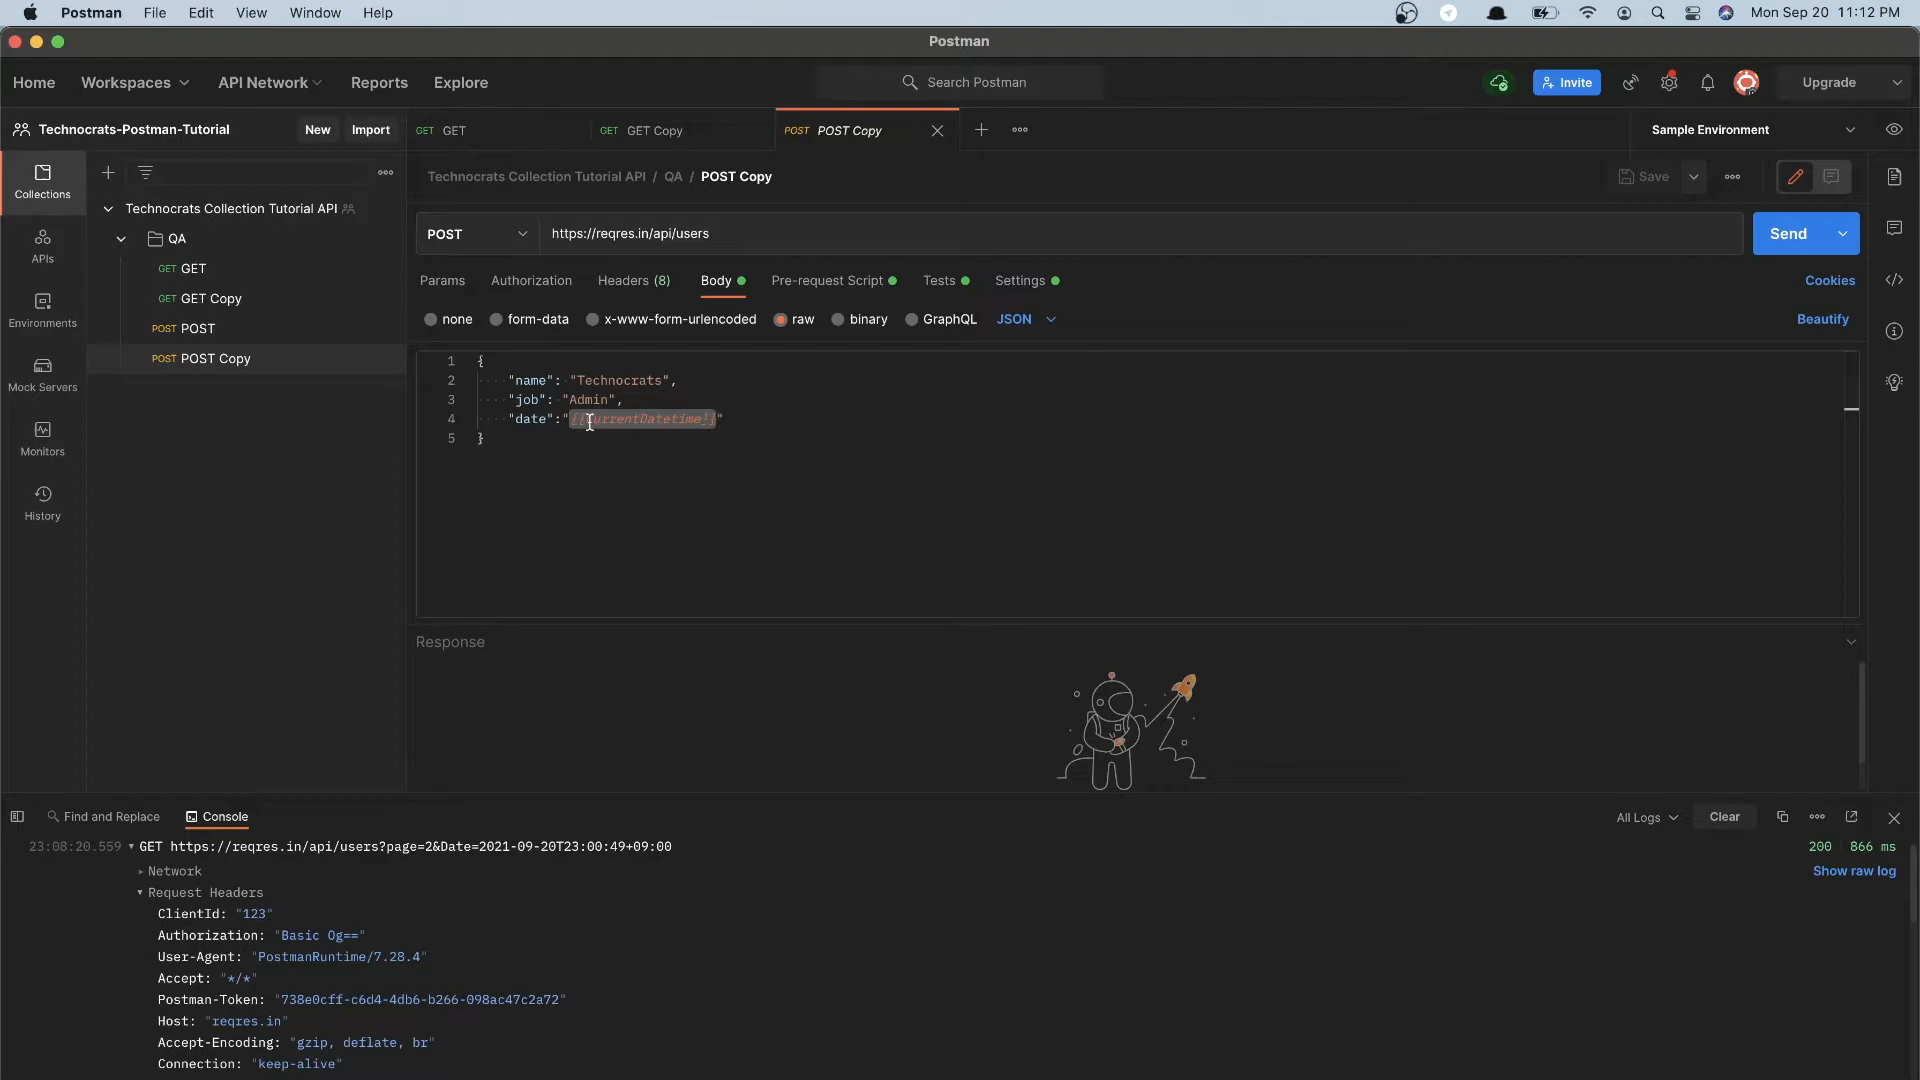 Postman File Edit View Window Help
Mon Sep 20 11:12 PM
Postman
Home Workspaces API Network Reports Explore
Search Postman
Invite
Upgrade
Technocrats-Postman-Tutorial New Import
GET GET
GET GET Copy
POST POST Copy
Sample Environment
Collections
APIs
Environments
Mock Servers
Monitors
History
Technocrats Collection Tutorial API
QA
GET GET
GET GET Copy
POST POST
POST POST Copy
Technocrats Collection Tutorial API / QA / POST Copy
Save
POST https://reqres.in/api/users
Send
Params Authorization Headers (8) Body Pre-request Script Tests Settings
Cookies
none form-data x-www-form-urlencoded raw binary GraphQL JSON
Beautify
1 {
2 "name": "Technocrats",
3 "job": "Admin",
4 "date":"{{currentDatetime}}"
5 }
Response
Find and Replace Console
All Logs Clear
23:08:20.559 GET https://reqres.in/api/users?page=2&Date=2021-09-20T23:00:49+09:00
200 866 ms
Network
Show raw log
Request Headers
ClientId: "123"
Authorization: "Basic Og=="
User-Agent: "PostmanRuntime/7.28.4"
Accept: "*/*"
Postman-Token: "738e0cff-c6d4-4db6-b266-098ac47c2a72"
Host: "reqres.in"
Accept-Encoding: "gzip, deflate, br"
Connection: "keep-alive"